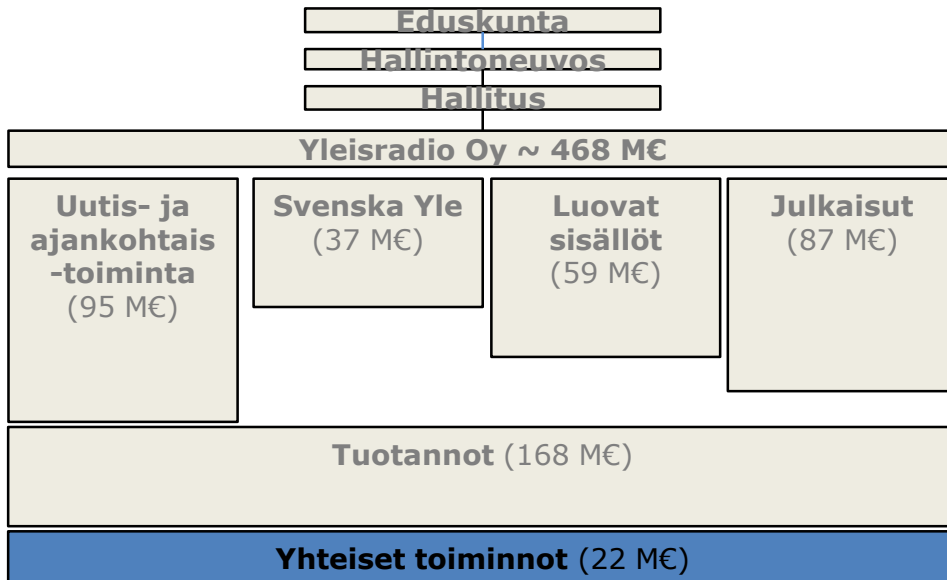 Eduskunta
Hallintoneuvos
Hallitus
Yleisradio Oy ~ 468 M€
Uutis- ja
ajankohtais
-toiminta
(95 M€)
Svenska Yle
(37 M€)
Luovat
sisällöt
(59 M€)
Julkaisut
(87 M€)
Tuotannot (168 M€)
Yhteiset toiminnot (22 M€)